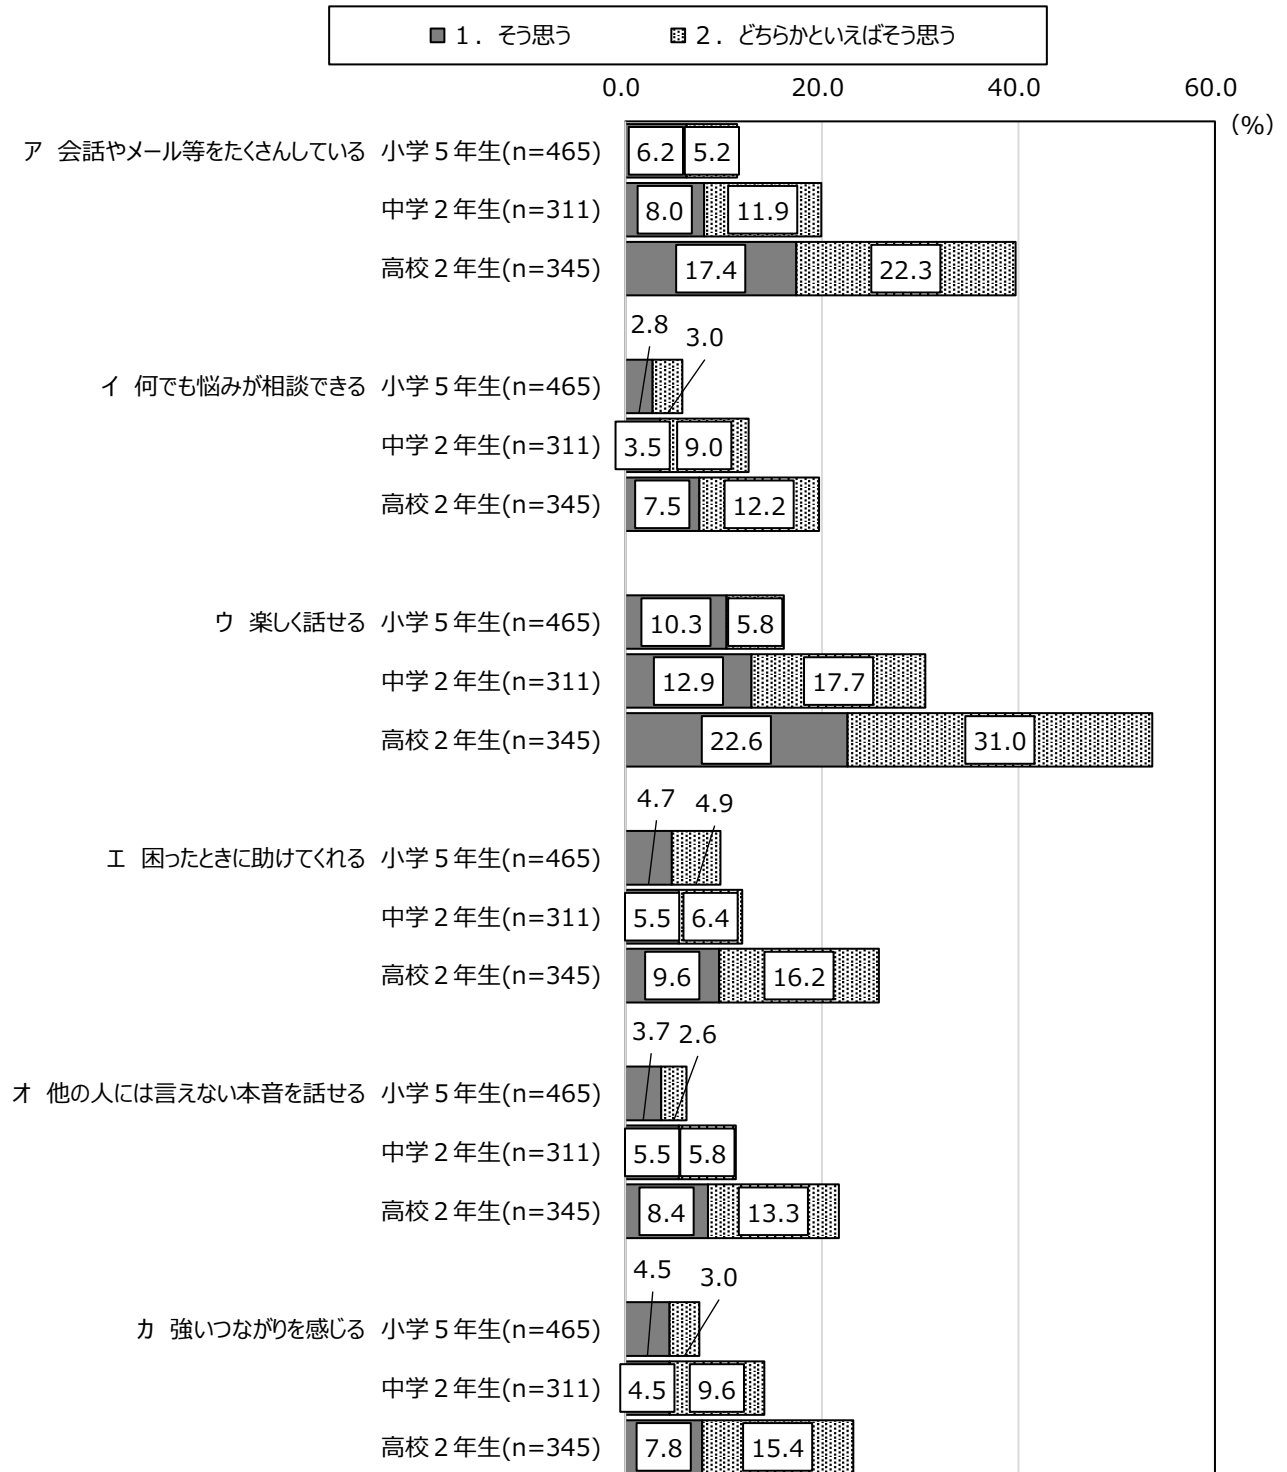 1. そう思う 2. どちらかといえばそう思う
0.0 20.0 40.0 60.0
(%)
ア 会話やメール等をたくさんしている 小学５年生(n=465) 6.2 5.2
中学２年生(n=311) 8.0 11.9
高校２年生(n=345) 17.4 22.3
2.8 3.0
イ 何でも悩みが相談できる 小学５年生(n=465)
中学２年生(n=311) 3.5 9.0
高校２年生(n=345) 7.5 12.2
ウ 楽しく話せる 小学５年生(n=465) 10.3 5.8
中学２年生(n=311) 12.9 17.7
高校２年生(n=345) 22.6 31.0
4.7 4.9
エ 困ったときに助けてくれる 小学５年生(n=465)
中学２年生(n=311) 5.5 6.4
高校２年生(n=345) 9.6 16.2
3.7 2.6
オ 他の人には言えない本音を話せる 小学５年生(n=465)
中学２年生(n=311) 5.5 5.8
高校２年生(n=345) 8.4 13.3
4.5 3.0
カ 強いつながりを感じる 小学５年生(n=465)
中学２年生(n=311) 4.5 9.6
高校２年生(n=345) 7.8 15.4